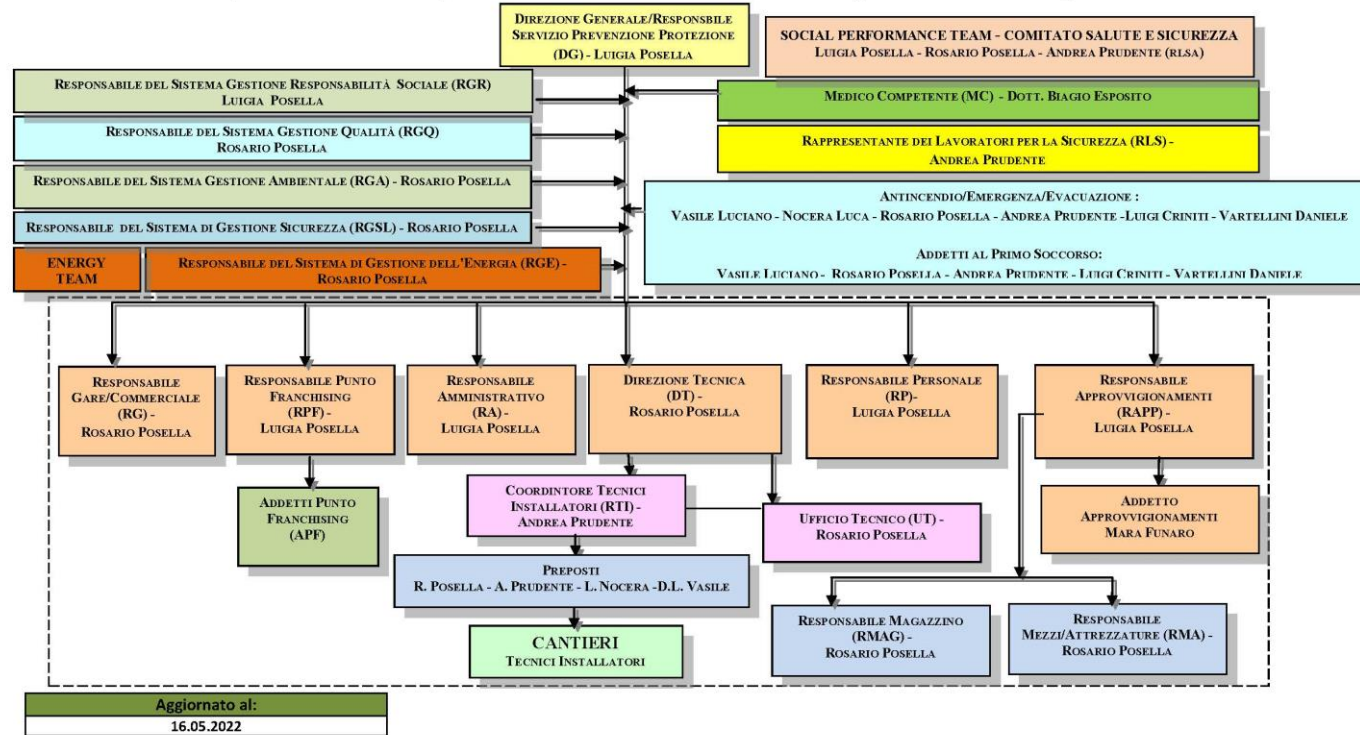 DIREZIONE GENERALE/RESPONSBILE
SERVIZIO PREVENZIONE PROTEZIONE
(DG) - LUIGIA POSELLA
SOCIAL PERFORMANCE TEAM - COMITATO SALUTE E SICUREZZA
LUIGIA POSELLA - ROSARIO POSELLA - ANDREA PRUDENTE (RLSA)
RESPONSABILE DEL SISTEMA GESTIONE RESPONSABILITÀ SOCIALE (RGR)
LUIGIA POSELLA
MEDICO COMPETENTE (MC) - DOTT. BIAGIO ESPOSITO
RESPONSABILE DEL SISTEMA GESTIONE QUALITÀ (RGQ)
ROSARIO POSELLA
RAPPRESENTANTE DEI LAVORATORI PER LA SICUREZZA (RLS) -
ANDREA PRUDENTE
RESPONSABILE DEL SISTEMA GESTIONE AMBIENTALE (RGA) - ROSARIO POSELLA
ANTINCENDIO/EMERGENZA/EVACUAZIONE :
VASILE LUCIANO - NOCERA LUCA - ROSARIO POSELLA - ANDREA PRUDENTE -LUIGI CRINITI - VARTELLINI DANIELE
ADDETTI AL PRIMO SOCCORSO:
VASILE LUCIANO - ROSARIO POSELLA - ANDREA PRUDENTE - LUIGI CRINITI - VARTELLINI DANIELE
RESPONSABILE DEL SISTEMA DI GESTIONE SICUREZZA (RGSL) - ROSARIO POSELLA
ENERGY
TEAM
RESPONSABILE DEL SISTEMA DI GESTIONE DELL'ENERGIA (RGE) -
ROSARIO POSELLA
RESPONSABILE
GARE/COMMERCIALE
(RG) -
ROSARIO POSELLA
RESPONSABILE PUNTO
FRANCHISING
(RPF) -
LUIGIA POSELLA
RESPONSABILE
AMMINISTRATIVO
(RA) -
LUIGIA POSELLA
DIREZIONE TECNICA
(DT) -
ROSARIO POSELLA
RESPONSABILE PERSONALE
(RP)-
LUIGIA POSELLA
RESPONSABILE
APPROVVIGIONAMENTI
(RAPP) -
LUIGIA POSELLA
ADDETTI PUNTO
FRANCHISING
(APF)
COORDINTORE TECNICI
INSTALLATORI (RTI) -
ANDREA PRUDENTE
UFFICIO TECNICO (UT) -
ROSARIO POSELLA
ADDETTO
APPROVVIGIONAMENTI
MARA FUNARO
PREPOSTI
R. POSELLA - A. PRUDENTE - L. NOCERA -D.L. VASILE
RESPONSABILE MAGAZZINO
(RMAG) -
ROSARIO POSELLA
RESPONSABILE
MEZZI/ATTREZZATURE (RMA) -
ROSARIO POSELLA
CANTIERI
TECNICI INSTALLATORI
Aggiornato al:
16.05.2022